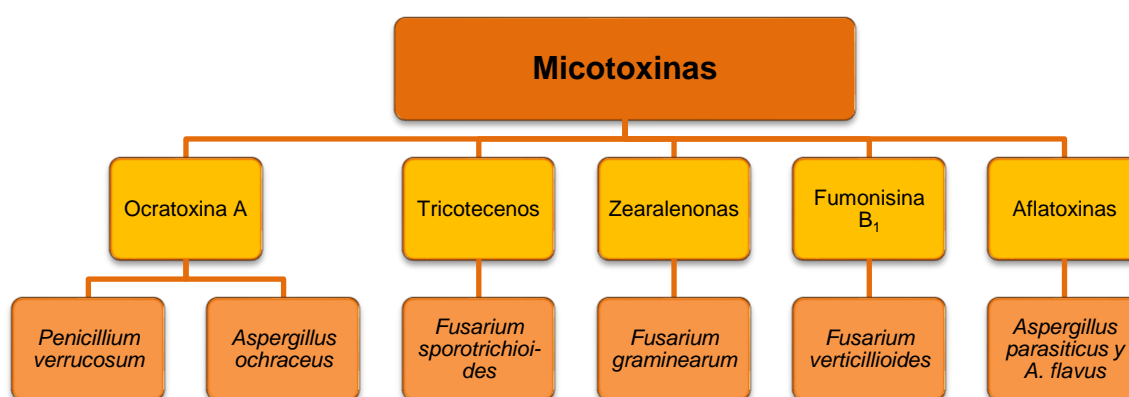 Micotoxinas
Ocratoxina A
Tricotecenos
Zearalenonas
Fumonisina
B₁
Aflatoxinas
Penicillium
verrucosum
Aspergillus
ochraceus
Fusarium
sporotrichioi-
des
Fusarium
graminearum
Fusarium
verticillioides
Aspergillus
parasiticus y
A. flavus